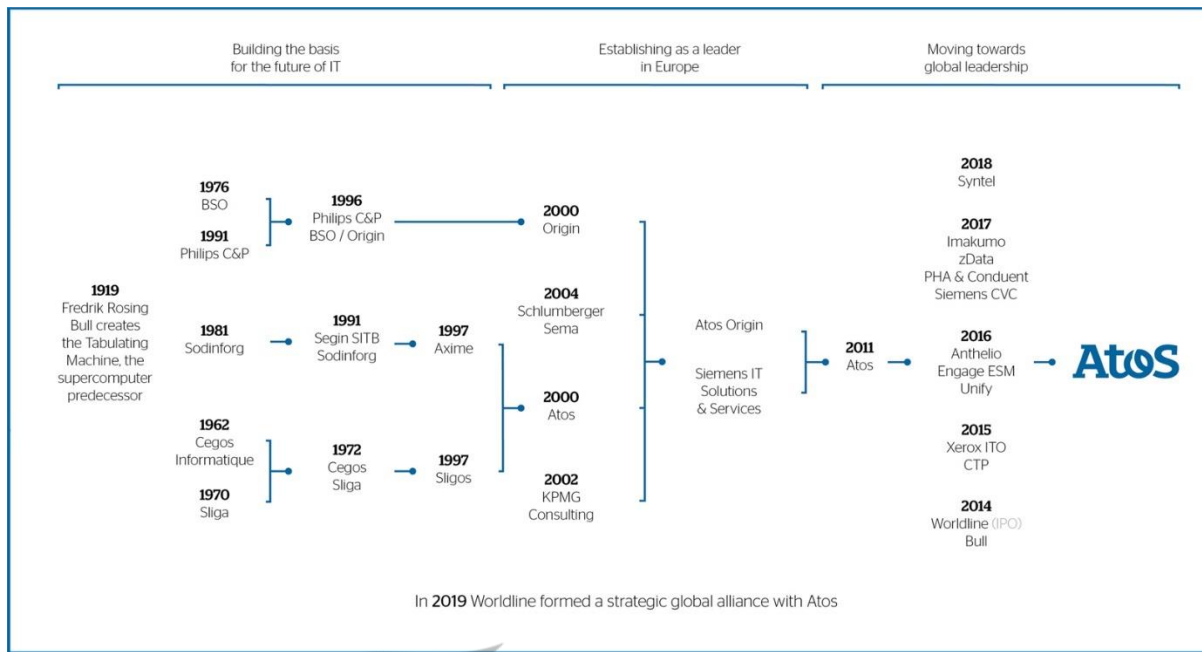 Building the basis
for the future of IT
Establishing as a leader
in Europe
Moving towards
global leadership
1919
Fredrik Rosing
Bull creates
the Tabulating
Machine, the
supercomputer
predecessor
1976
BSO
1991
Philips C&P
1996
Philips C&P
BSO / Origin
1981
Sodinforg
1991
Segin SITB
Sodinforg
1997
Axime
1962
Cegos
Informatique
1970
Sliga
1972
Cegos
Sliga
1997
Sligos
2000
Origin
2004
Schlumberger
Sema
2000
Atos
2002
KPMG
Consulting
Atos Origin
Siemens IT
Solutions
& Services
2011
Atos
2018
Syntel
2017
Imakumo
zData
PHA & Conduent
Siemens CVC
2016
Anthelio
Engage ESM
Unify
2015
Xerox ITO
CTP
2014
Worldline (IPO)
Bull
Atos
In 2019 Worldline formed a strategic global alliance with Atos